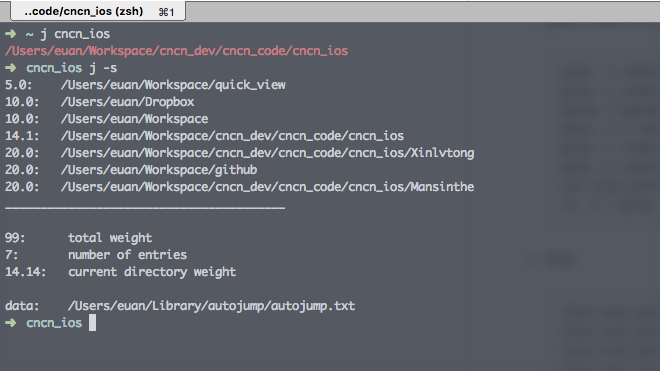 ..code/cncn_ios (zsh) ⌘1
➜ ~ j cncn_ios
/Users/euan/Workspace/cncn_dev/cncn_code/cncn_ios
➜ cncn_ios j -s
5.0: /Users/euan/Workspace/quick_view
10.0: /Users/euan/Dropbox
10.0: /Users/euan/Workspace
14.1: /Users/euan/Workspace/cncn_dev/cncn_code/cncn_ios
20.0: /Users/euan/Workspace/cncn_dev/cncn_code/cncn_ios/Xinlvtong
20.0: /Users/euan/Workspace/github
20.0: /Users/euan/Workspace/cncn_dev/cncn_code/cncn_ios/Mansinthe
________________________________________
99: total weight
7: number of entries
14.14: current directory weight
data: /Users/euan/Library/autojump/autojump.txt
➜ cncn_ios